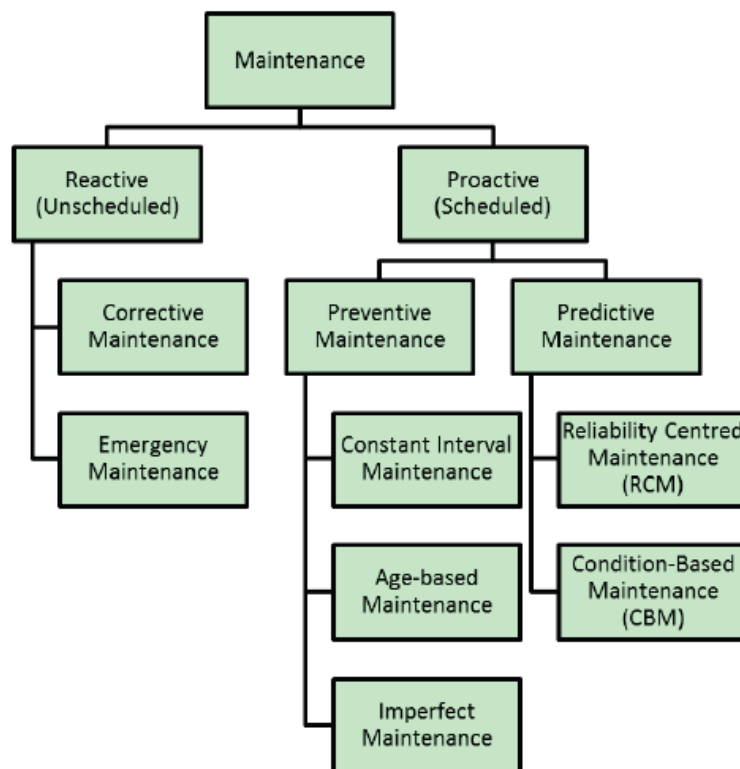 Maintenance
Reactive
(Unscheduled)
Proactive
(Scheduled)
Corrective
Maintenance
Preventive
Maintenance
Predictive
Maintenance
Emergency
Maintenance
Constant Interval
Maintenance
Reliability Centred
Maintenance
(RCM)
Age-based
Maintenance
Condition-Based
Maintenance
(CBM)
Imperfect
Maintenance